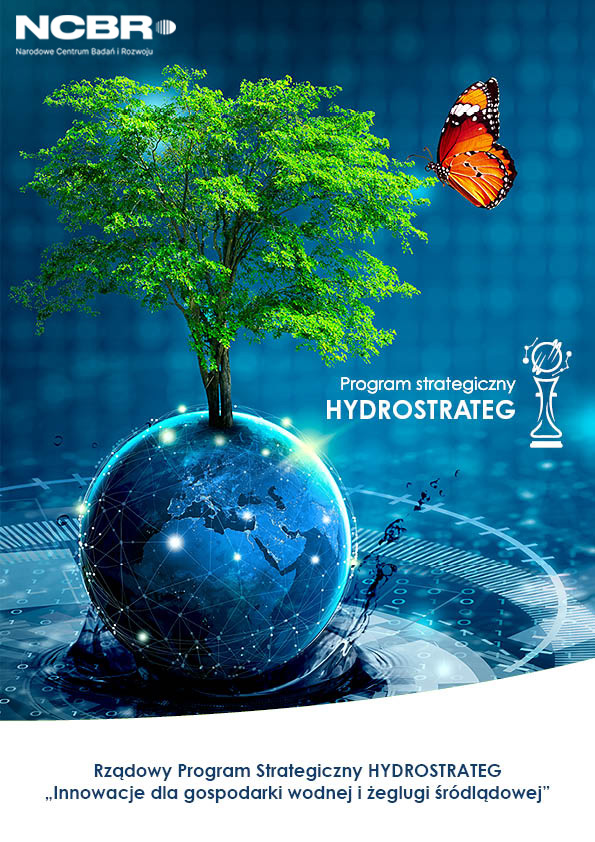 NCBR
Narodowe Centrum Badań i Rozwoju
Program strategiczny
HYDROSTRATEG
Rządowy Program Strategiczny HYDROSTRATEG
„Innowacje dla gospodarki wodnej i żeglugi śródlądowej”